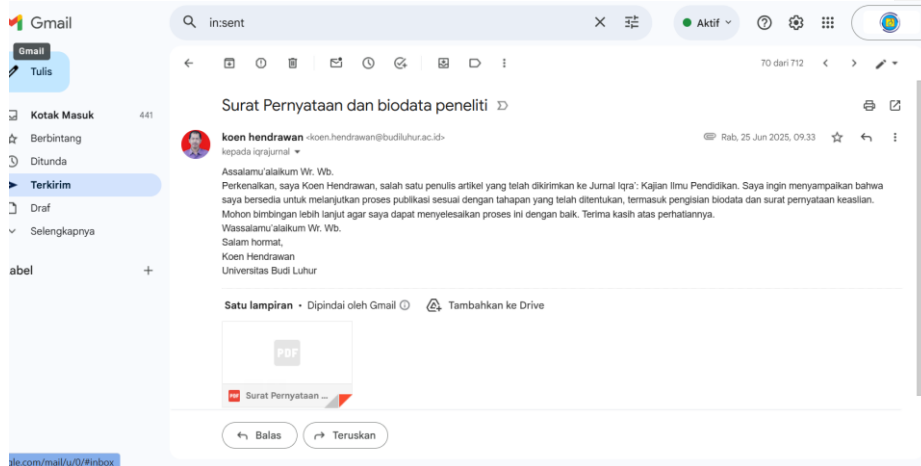 Gmail
in:sent
Aktif
Gmail
Tulis
70 dari 712
Kotak Masuk 441
Berbintang
Ditunda
Terkirim
Draf
Selengkapnya
Surat Pernyataan dan biodata peneliti
koen hendrawan <koen.hendrawan@budiluhur.ac.id>
Rab, 25 Jun 2025, 09.33
kepada iqrajurnal
Assalamu'alaikum Wr. Wb.
Perkenalkan, saya Koen Hendrawan, salah satu penulis artikel yang telah dikirimkan ke Jurnal Iqra': Kajian Ilmu Pendidikan. Saya ingin menyampaikan bahwa
saya bersedia untuk melanjutkan proses publikasi sesuai dengan tahapan yang telah ditentukan, termasuk pengisian biodata dan surat pernyataan keaslian.
Mohon bimbingan lebih lanjut agar saya dapat menyelesaikan proses ini dengan baik. Terima kasih atas perhatiannya.
Wassalamu'alaikum Wr. Wb.
Salam hormat,
Koen Hendrawan
Universitas Budi Luhur
abel
Satu lampiran • Dipindai oleh Gmail
Tambahkan ke Drive
PDF
PDF Surat Pernyataan ...
Balas
Teruskan
gle.com/mail/u/0/#inbox